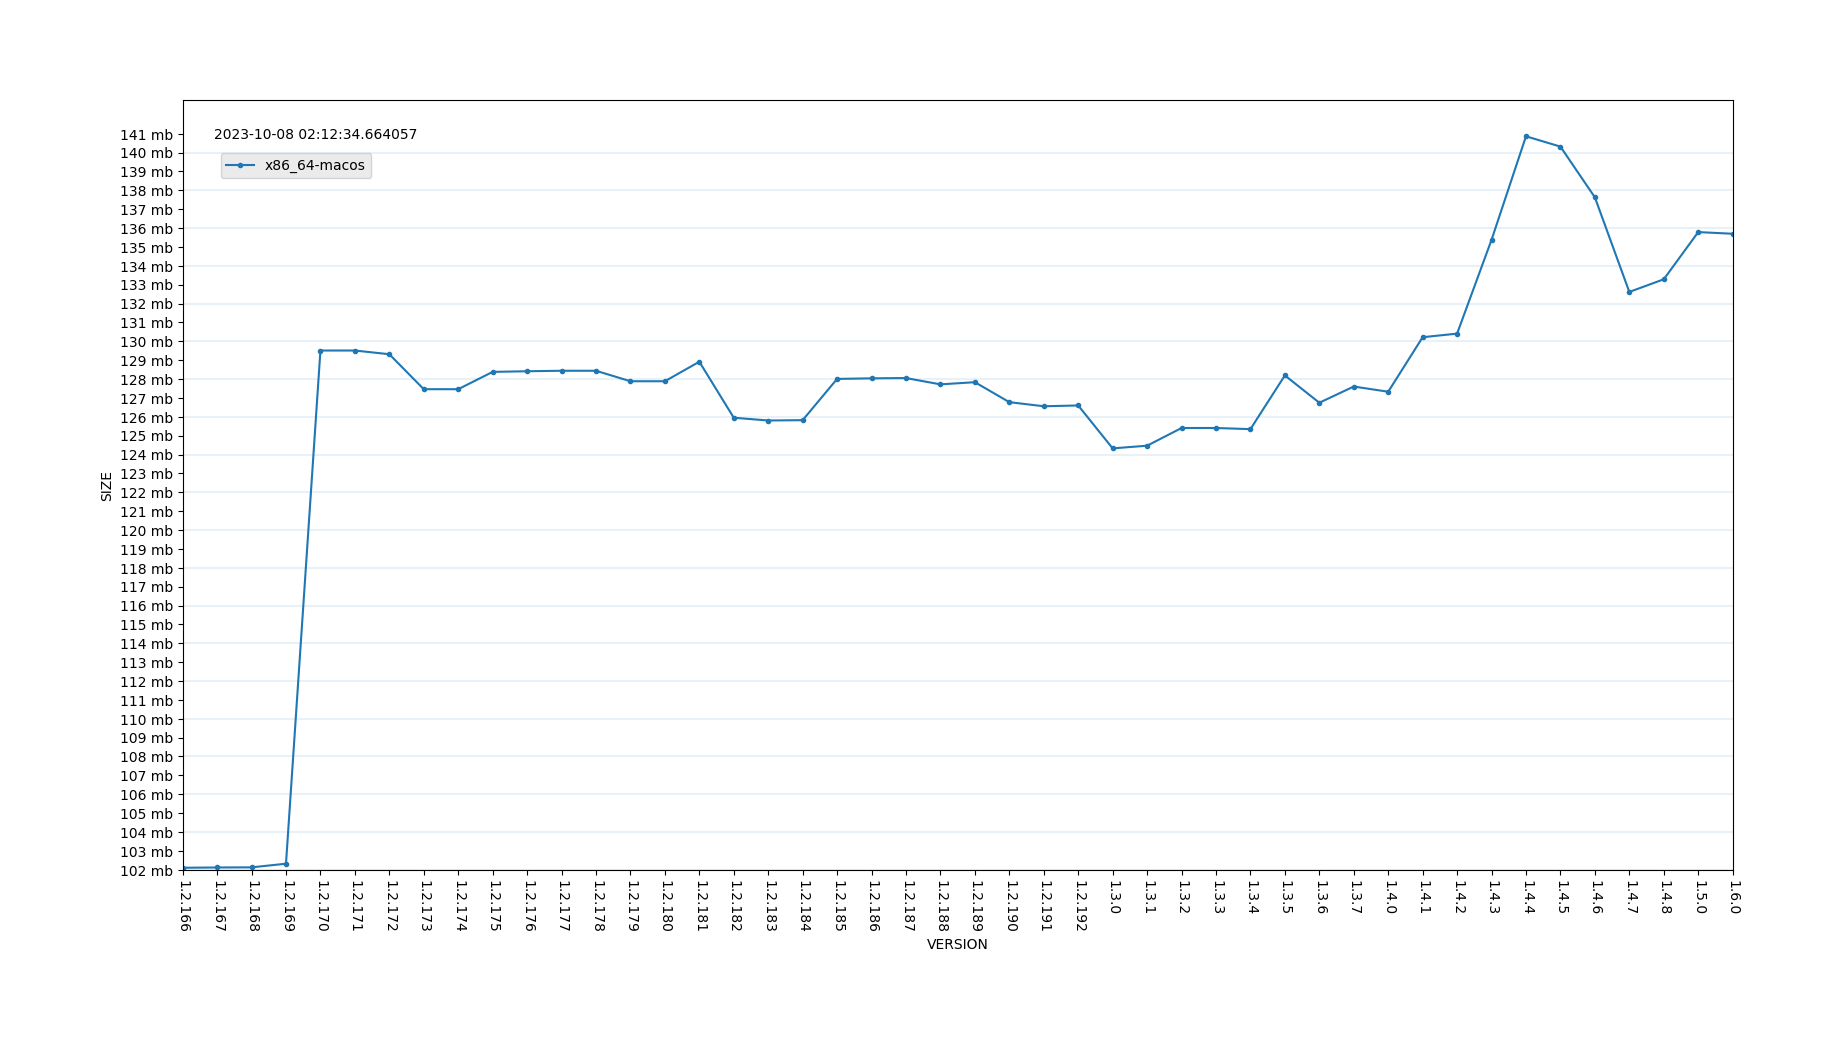 2023-10-08 02:12:34.664057
x86_64-macos
141 mb
140 mb
139 mb
138 mb
137 mb
136 mb
135 mb
134 mb
133 mb
132 mb
131 mb
130 mb
129 mb
128 mb
127 mb
126 mb
125 mb
124 mb
123 mb
122 mb
121 mb
120 mb
119 mb
118 mb
117 mb
116 mb
115 mb
114 mb
113 mb
112 mb
111 mb
110 mb
109 mb
108 mb
107 mb
106 mb
105 mb
104 mb
103 mb
102 mb
SIZE
1.2.166
1.2.167
1.2.168
1.2.169
1.2.170
1.2.171
1.2.172
1.2.173
1.2.174
1.2.175
1.2.176
1.2.177
1.2.178
1.2.179
1.2.180
1.2.181
1.2.182
1.2.183
1.2.184
1.2.185
1.2.186
1.2.187
1.2.188
1.2.189
1.2.190
1.2.191
1.2.192
1.3.0
1.3.1
1.3.2
1.3.3
1.3.4
1.3.5
1.3.6
1.3.7
1.4.0
1.4.1
1.4.2
1.4.3
1.4.4
1.4.5
1.4.6
1.4.7
1.4.8
1.5.0
1.6.0
VERSION